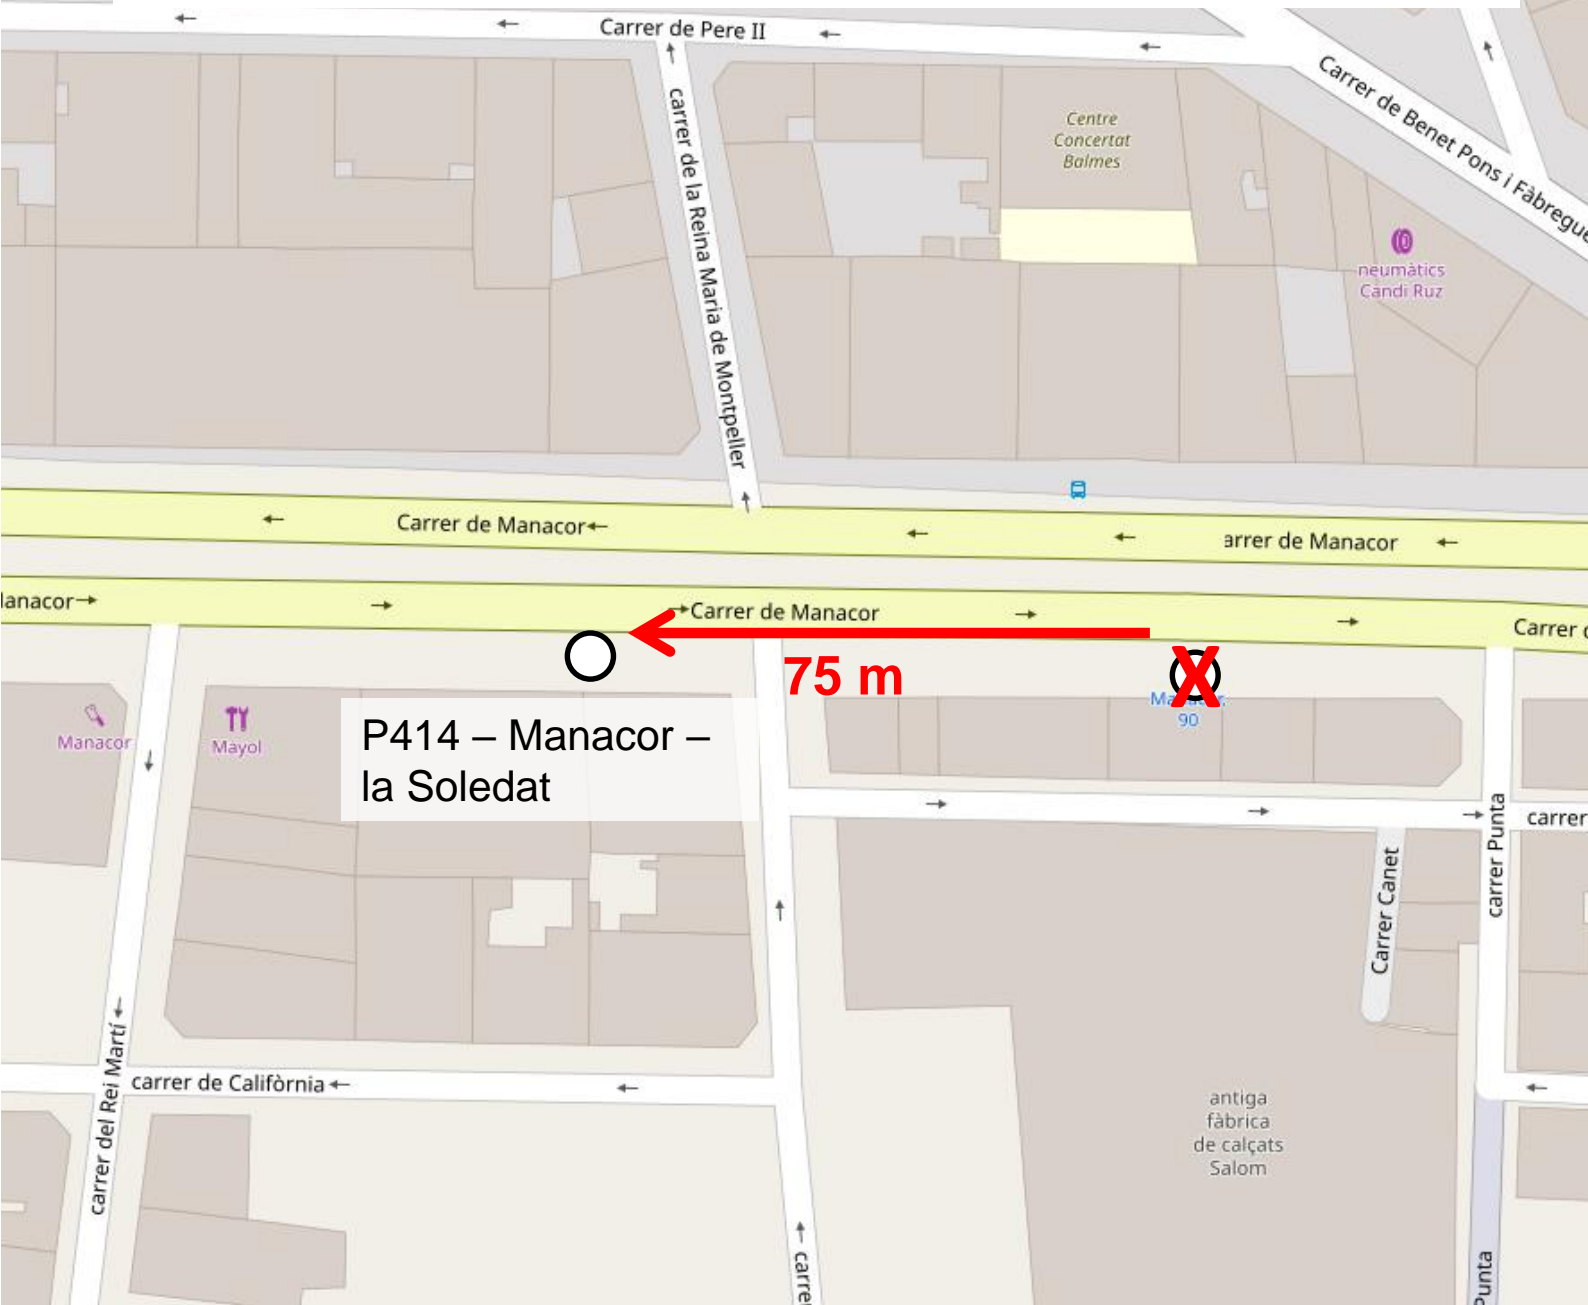 Carrer de Pere II
Carrer de Benet Pons i Fàbregue
carrer de la Reina Maria de Montpeller
Centre
Concertat
Balmes
neumàtics
Candi Ruz
Carrer de Manacor
arrer de Manacor
lanacor
Carrer de Manacor
Carrer
75 m
X
90
Manacor
Mayol
P414 – Manacor –
la Soledat
carrer Punta
carrer
Carrer Canet
carrer del Rei Martí
carrer de Califòrnia
antiga
fàbrica
de calçats
Salom
carre
Punta